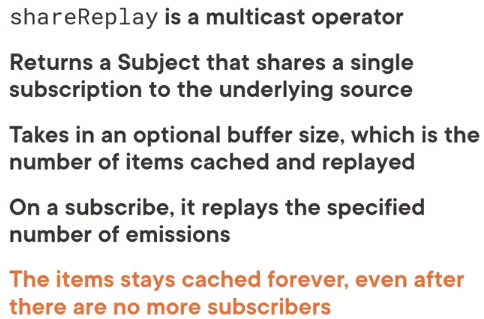 shareReplay is a multicast operator
Returns a Subject that shares a single
subscription to the underlying source
Takes in an optional buffer size, which is the
number of items cached and replayed
On a subscribe, it replays the specified
number of emissions
The items stays cached forever, even after
there are no more subscribers